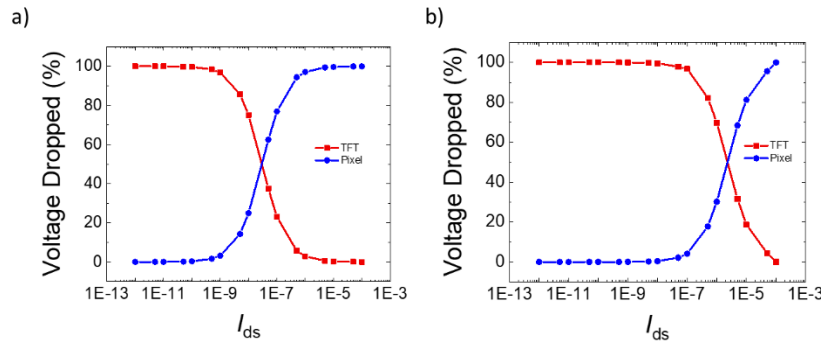 a)
100
80
60
40
20
0
Voltage Dropped (%)
TFT
Pixel
1E-13 1E-11 1E-9 1E-7 1E-5 1E-3
Ids
b)
100
80
60
40
20
0
Voltage Dropped (%)
TFT
Pixel
1E-13 1E-11 1E-9 1E-7 1E-5 1E-3
Ids